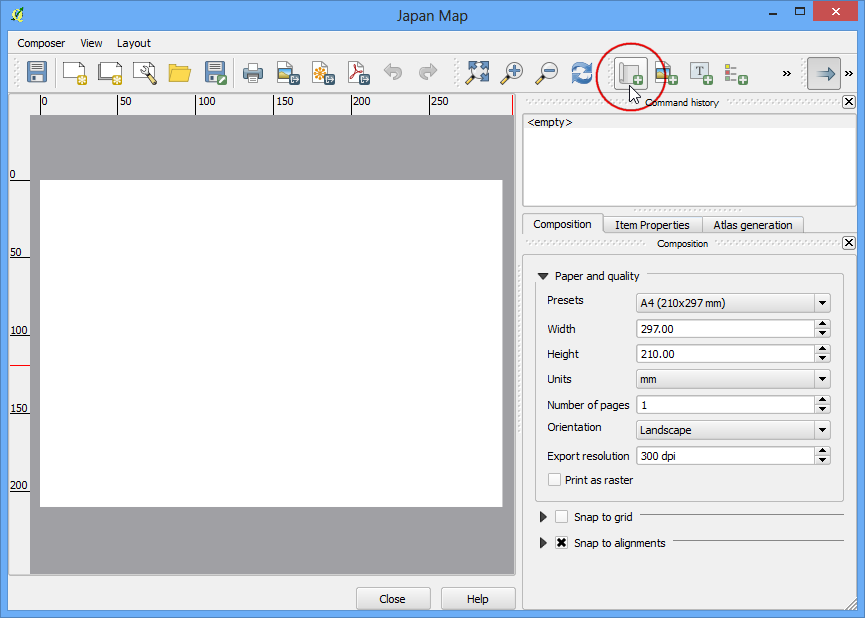 Japan Map
Composer View Layout
»
»
0 50 100 150 200 250
0
50
100
150
200
Command history
<empty>
Composition Item Properties Atlas generation
Composition
Paper and quality
Presets A4 (210x297 mm)
Width 297.00
Height 210.00
Units mm
Number of pages 1
Orientation Landscape
Export resolution 300 dpi
Print as raster
Snap to grid
Snap to alignments
Close Help